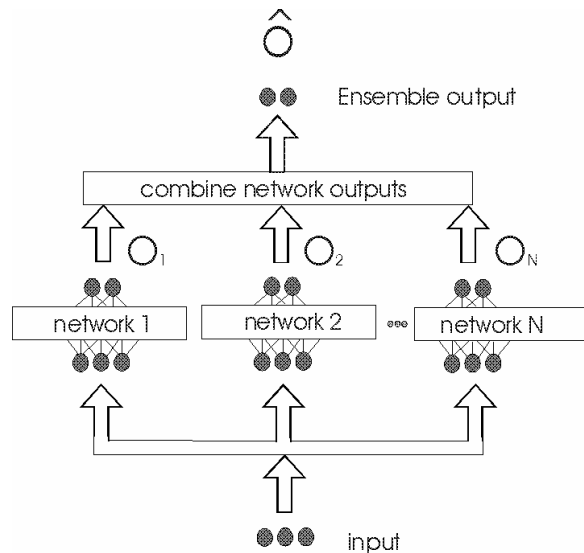 Ô
Ensemble output
combine network outputs
O1 O2 ON
network 1 network 2 ... network N
input